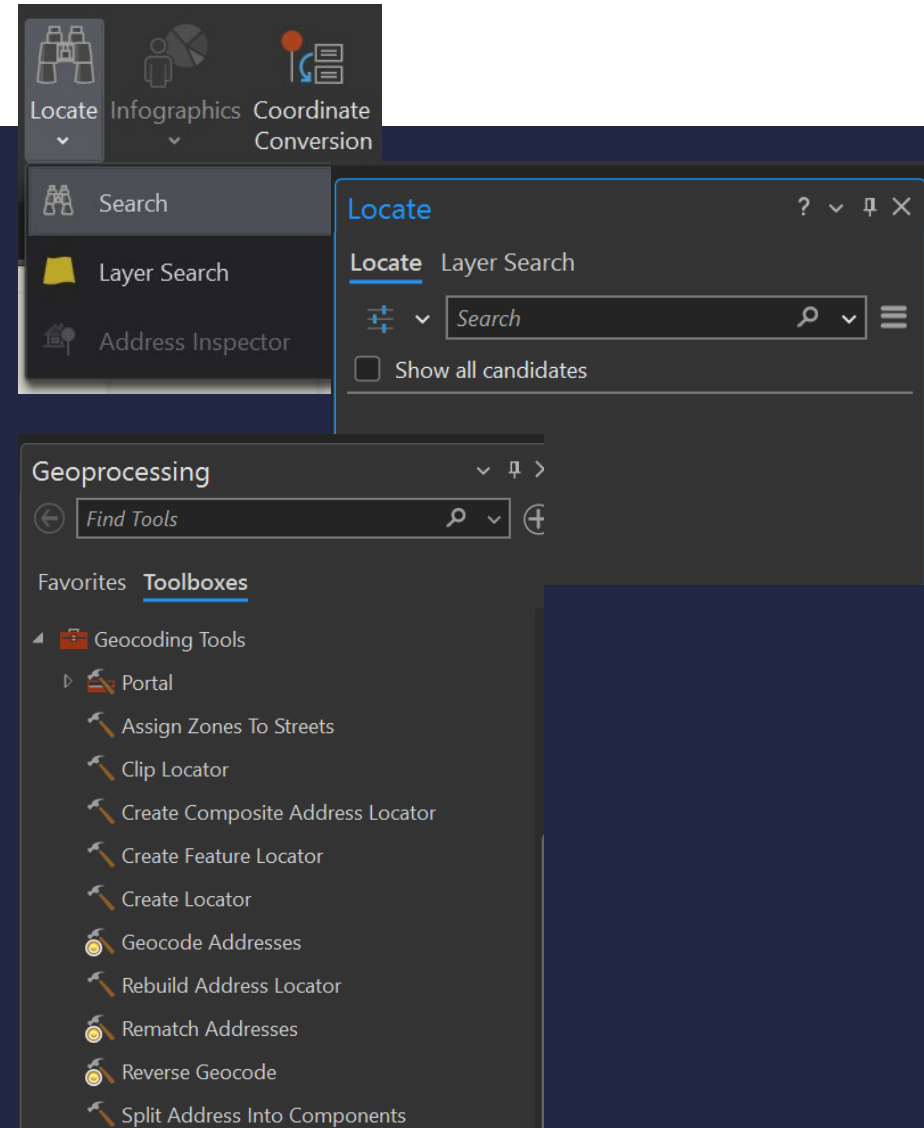 Locate
Infographics
Coordinate
Conversion
Search
Layer Search
Address Inspector
Locate
?
Locate Layer Search
Search
Show all candidates
Geoprocessing
Find Tools
Favorites Toolboxes
Geocoding Tools
Portal
Assign Zones To Streets
Clip Locator
Create Composite Address Locator
Create Feature Locator
Create Locator
Geocode Addresses
Rebuild Address Locator
Rematch Addresses
Reverse Geocode
Split Address Into Components